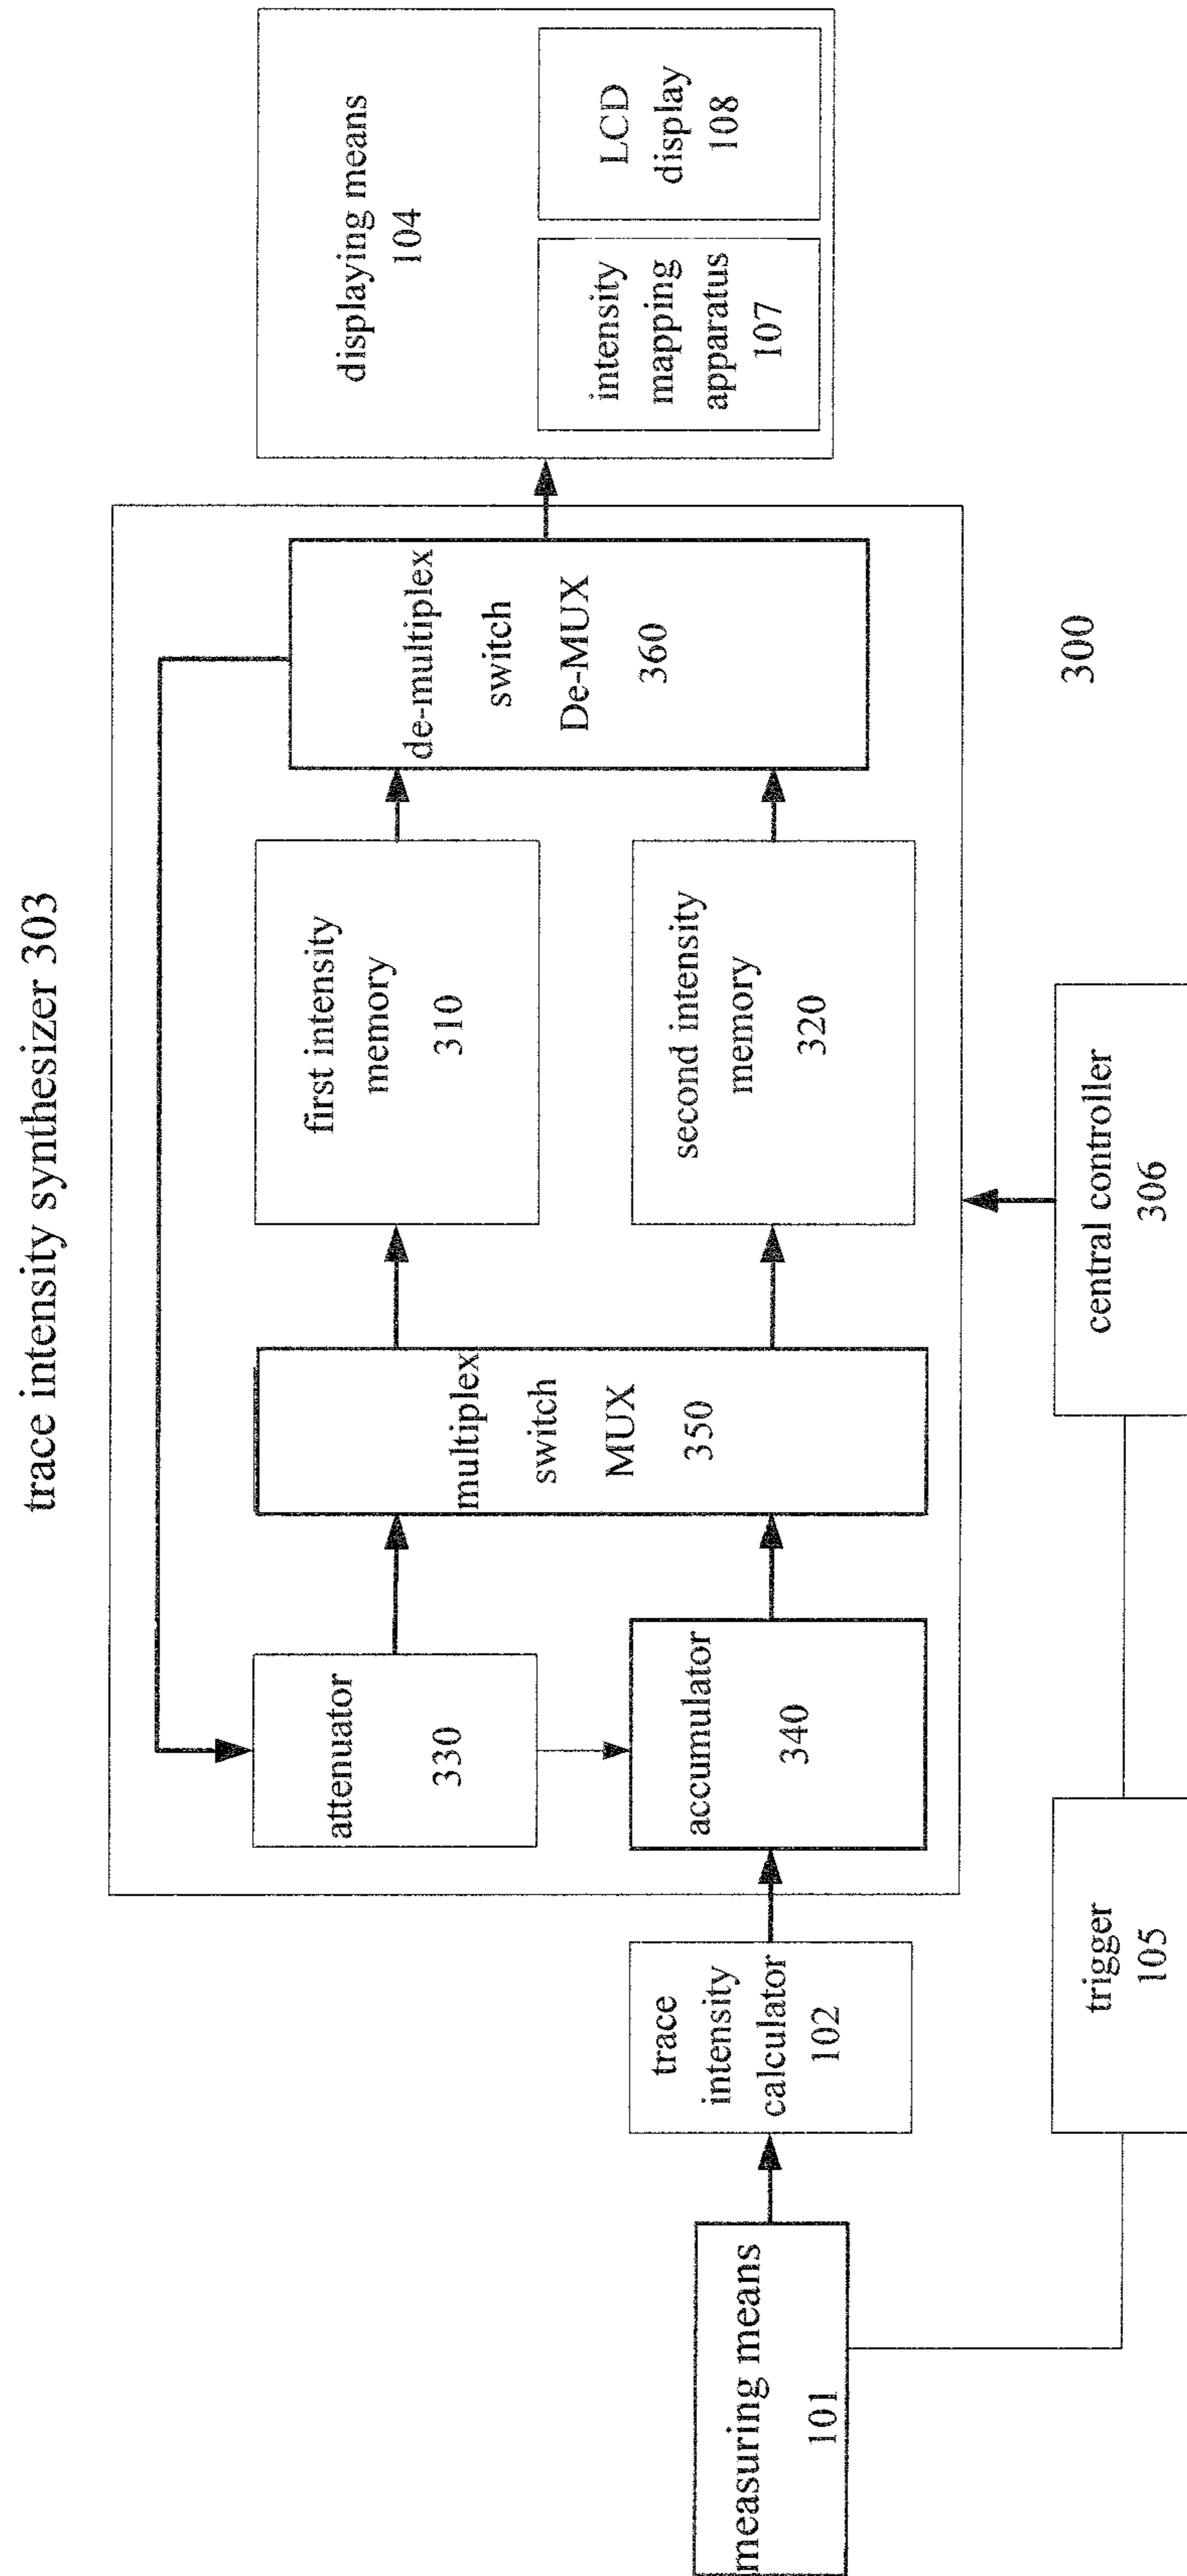 trace intensity synthesizer 303
measuring means
101
trace
intensity
calculator
102
attenuator
330
accumulator
340
multiplex
switch
MUX
350
first intensity
memory
310
second intensity
memory
320
de-multiplex
switch
De-MUX
360
displaying means
104
intensity
mapping
apparatus
107
LCD
display
108
trigger
105
central controller
306
300